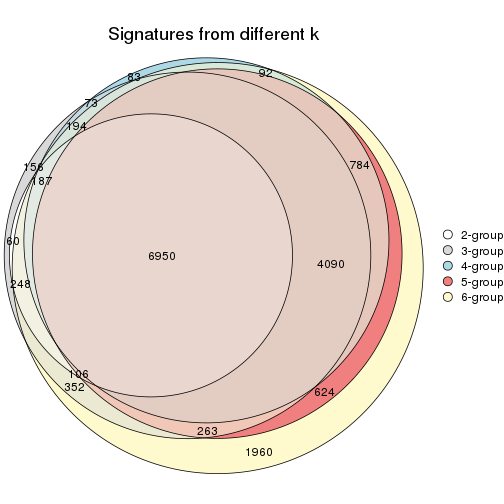 Signatures from different k
83
92
73
194
156
187
784
60
6950
4090
248
106
352
624
263
1960
2-group
3-group
4-group
5-group
6-group